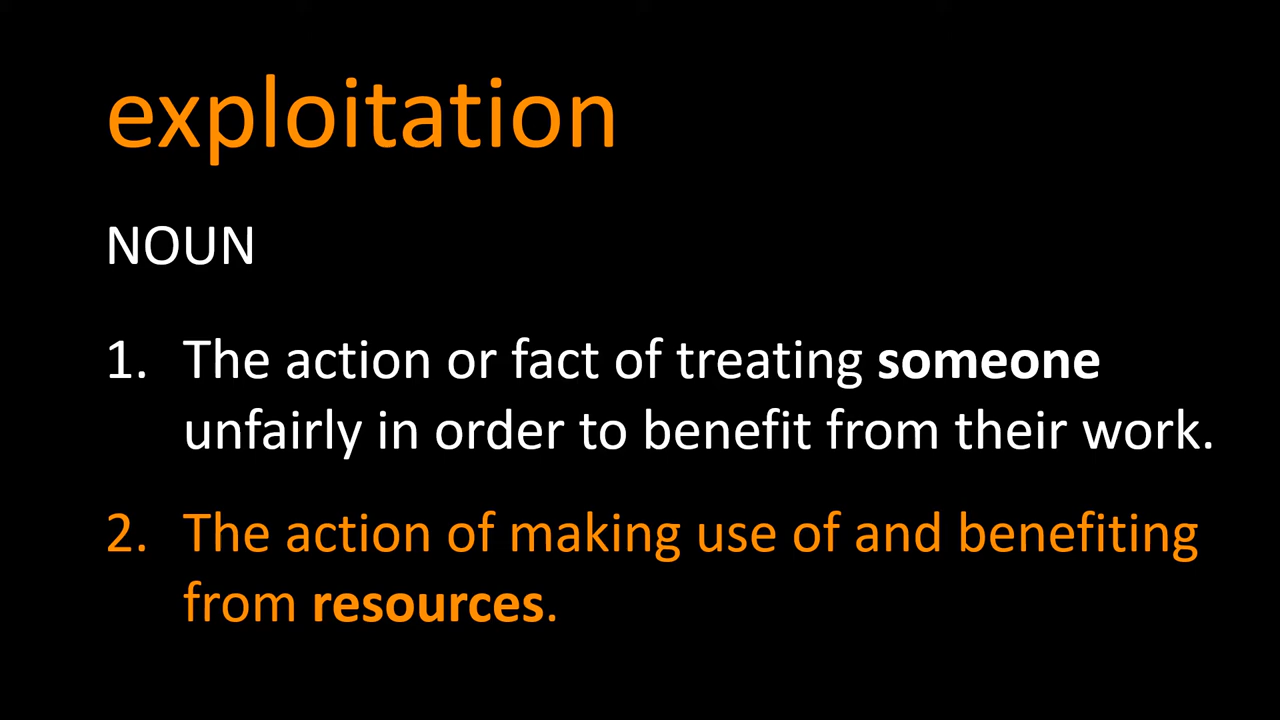 exploitation
NOUN
1. The action or fact of treating someone
unfairly in order to benefit from their work.
2. The action of making use of and benefiting
from resources.